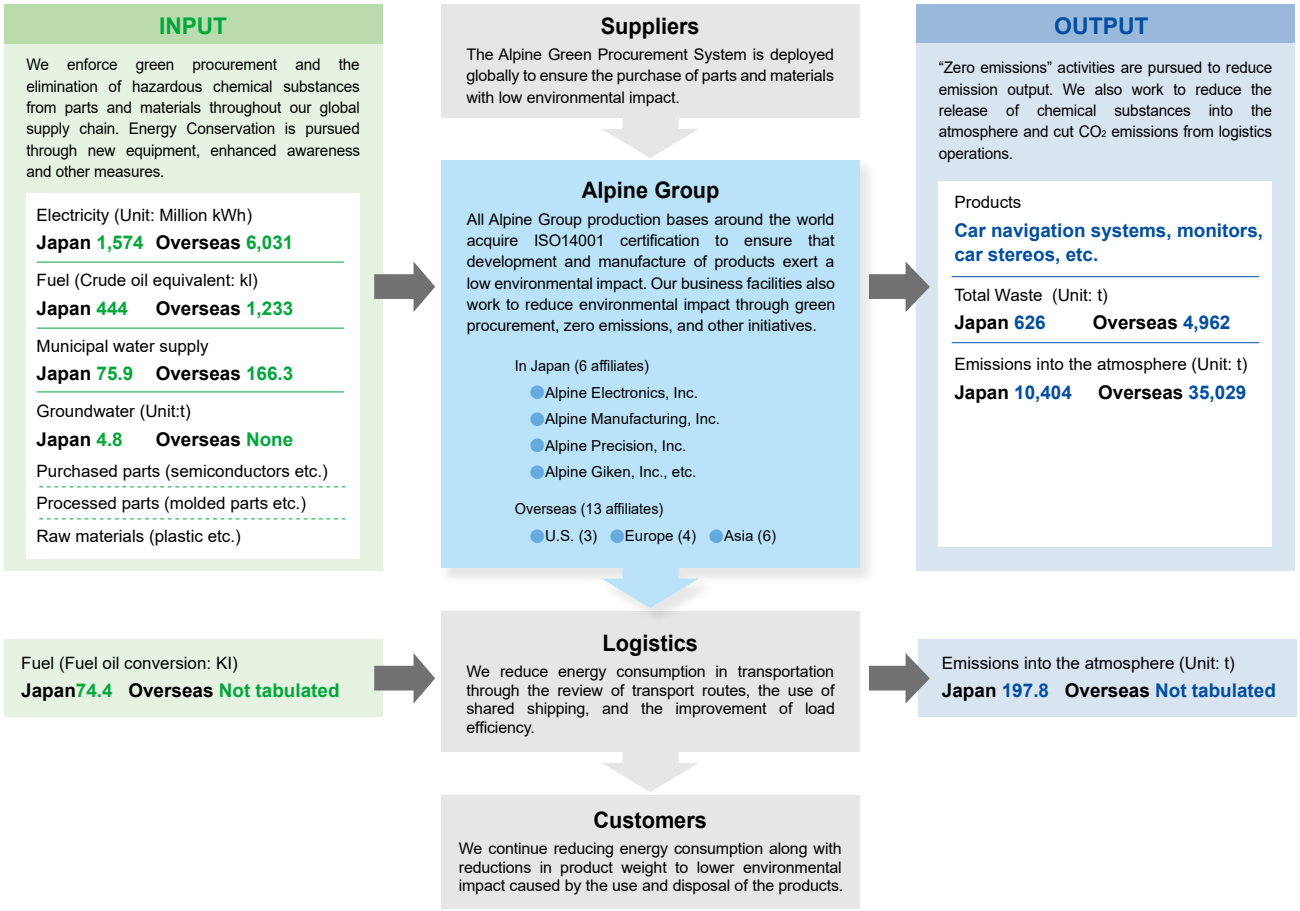 INPUT
We enforce green procurement and the
elimination of hazardous chemical substances
from parts and materials throughout our global
supply chain. Energy Conservation is pursued
through new equipment, enhanced awareness
and other measures.
Electricity (Unit: Million kWh)
Japan 1,574 Overseas 6,031
Fuel (Crude oil equivalent: kl)
Japan 444 Overseas 1,233
Municipal water supply
Japan 75.9 Overseas 166.3
Groundwater (Unit:t)
Japan 4.8 Overseas None
Purchased parts (semiconductors etc.)
Processed parts (molded parts etc.)
Raw materials (plastic etc.)
Suppliers
The Alpine Green Procurement System is deployed
globally to ensure the purchase of parts and materials
with low environmental impact.
Alpine Group
All Alpine Group production bases around the world
acquire ISO14001 certification to ensure that
development and manufacture of products exert a
low environmental impact. Our business facilities also
work to reduce environmental impact through green
procurement, zero emissions, and other initiatives.
In Japan (6 affiliates)
●Alpine Electronics, Inc.
●Alpine Manufacturing, Inc.
●Alpine Precision, Inc.
●Alpine Giken, Inc., etc.
Overseas (13 affiliates)
●U.S. (3) ●Europe (4) ●Asia (6)
OUTPUT
“Zero emissions” activities are pursued to reduce
emission output. We also work to reduce the
release of chemical substances into the
atmosphere and cut CO₂ emissions from logistics
operations.
Products
Car navigation systems, monitors,
car stereos, etc.
Total Waste (Unit: t)
Japan 626 Overseas 4,962
Emissions into the atmosphere (Unit: t)
Japan 10,404 Overseas 35,029
Fuel (Fuel oil conversion: Kl)
Japan74.4 Overseas Not tabulated
Logistics
We reduce energy consumption in transportation
through the review of transport routes, the use of
shared shipping, and the improvement of load
efficiency.
Emissions into the atmosphere (Unit: t)
Japan 197.8 Overseas Not tabulated
Customers
We continue reducing energy consumption along with
reductions in product weight to lower environmental
impact caused by the use and disposal of the products.